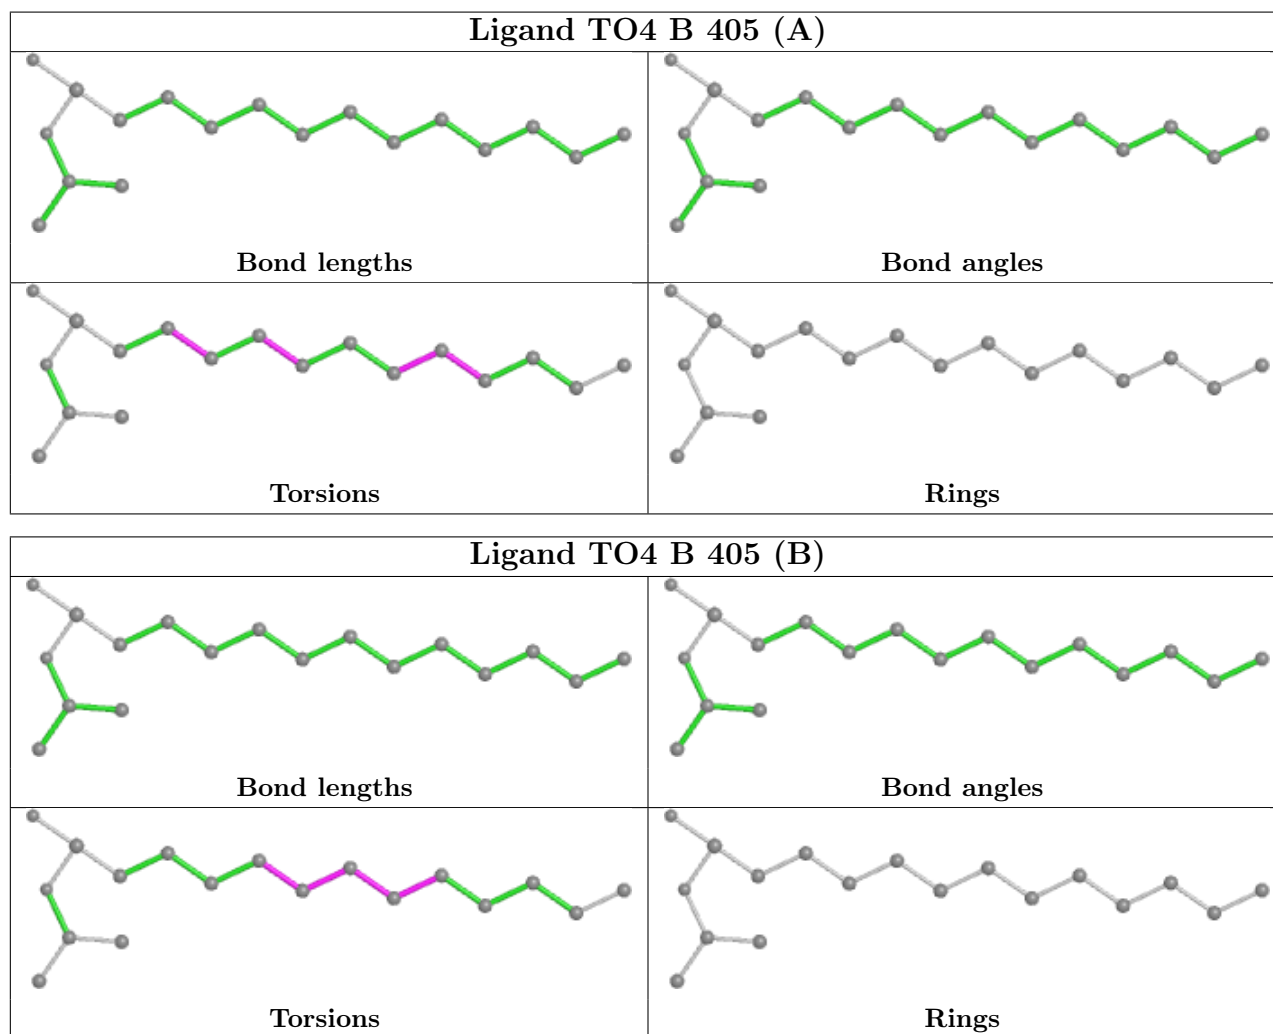 Ligand TO4 B 405 (A)
Bond lengths
Bond angles
Torsions
Rings
Ligand TO4 B 405 (B)
Bond lengths
Bond angles
Torsions
Rings